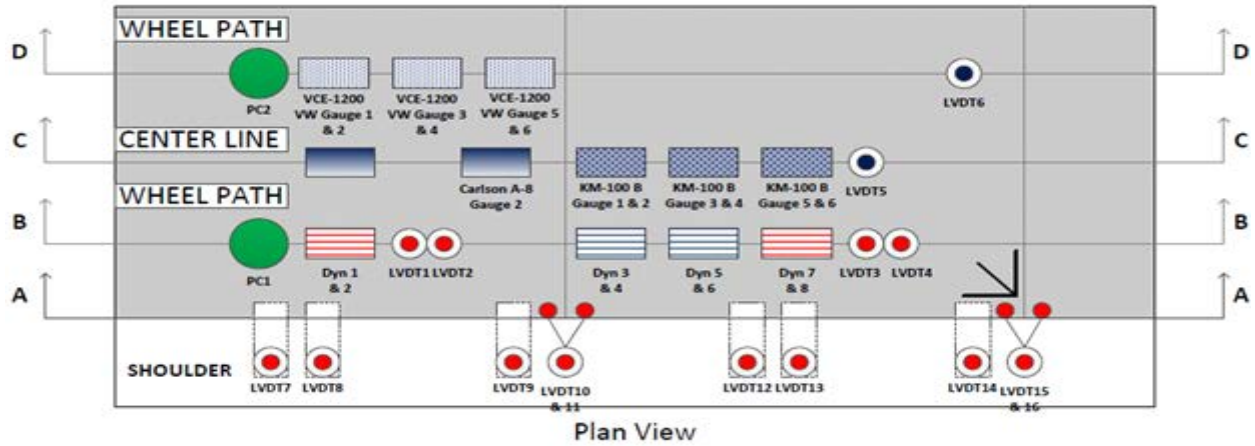 WHEEL PATH
D
D
PC2
VCE-1200
VW Gauge 1
& 2
VCE-1200
VW Gauge 3
& 4
VCE-1200
VW Gauge 5
& 6
LVDT6
CENTER LINE
C
C
Carlson A-8
Gauge 2
KM-100 B
Gauge 1 & 2
KM-100 B
Gauge 3 & 4
KM-100 B
Gauge 5 & 6
LVDT5
WHEEL PATH
B
B
PC1
Dyn 1
& 2
LVDT1
LVDT2
Dyn 3
& 4
Dyn 5
& 6
Dyn 7
& 8
LVDT3
LVDT4
A
A
SHOULDER
LVDT7
LVDT8
LVDT9
LVDT10
& 11
LVDT12
LVDT13
LVDT14
LVDT15
& 16
Plan View